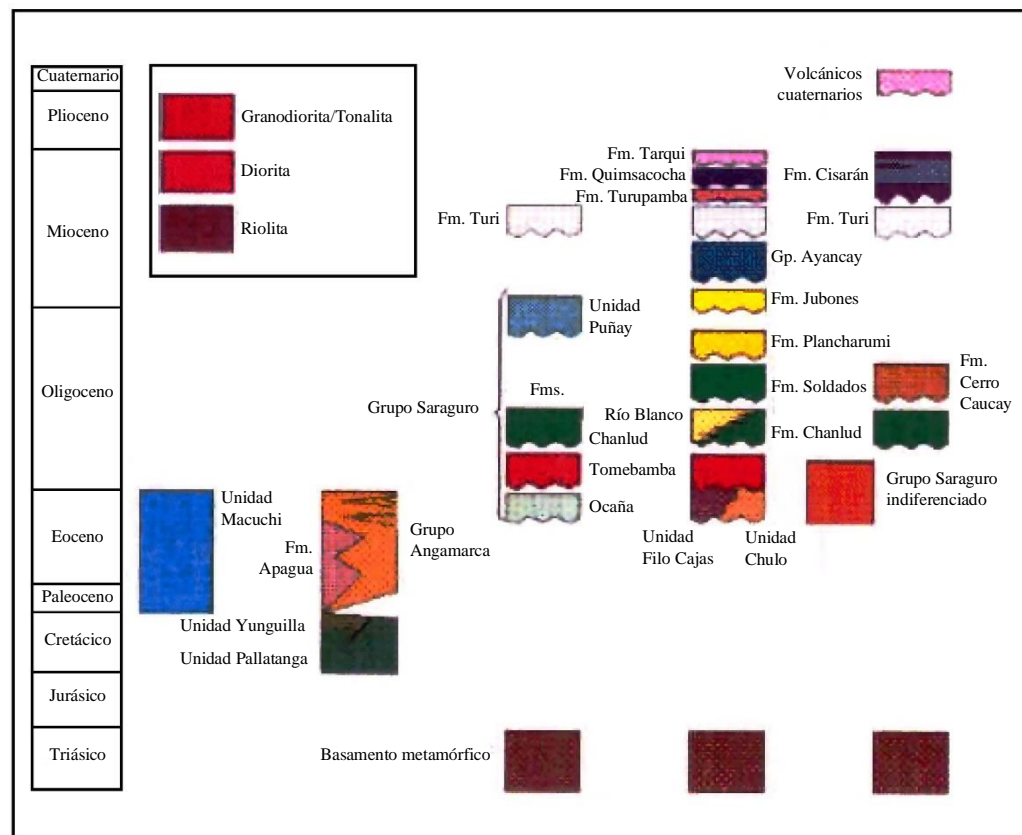 Cuaternario
Plioceno
Mioceno
Oligoceno
Eoceno
Paleoceno
Cretácico
Jurásico
Triásico
Granodiorita/Tonalita
Diorita
Riolita
Volcánicos
cuaternarios
Fm. Tarqui
Fm. Quimsacocha
Fm. Turupamba
Fm. Cisarán
Fm. Turi
Fm. Turi
Gp. Ayancay
Fm. Jubones
Unidad
Puñay
Fm. Plancharumi
Fm. Soldados
Fm.
Cerro
Caucay
Grupo Saraguro
Fms.
Río Blanco
Chanlud
Fm. Chanlud
Tomebamba
Ocaña
Grupo Saraguro
indiferenciado
Unidad
Macuchi
Fm.
Apagua
Grupo
Angamarca
Unidad
Filo Cajas
Unidad
Chulo
Unidad Yunguilla
Unidad Pallatanga
Basamento metamórfico